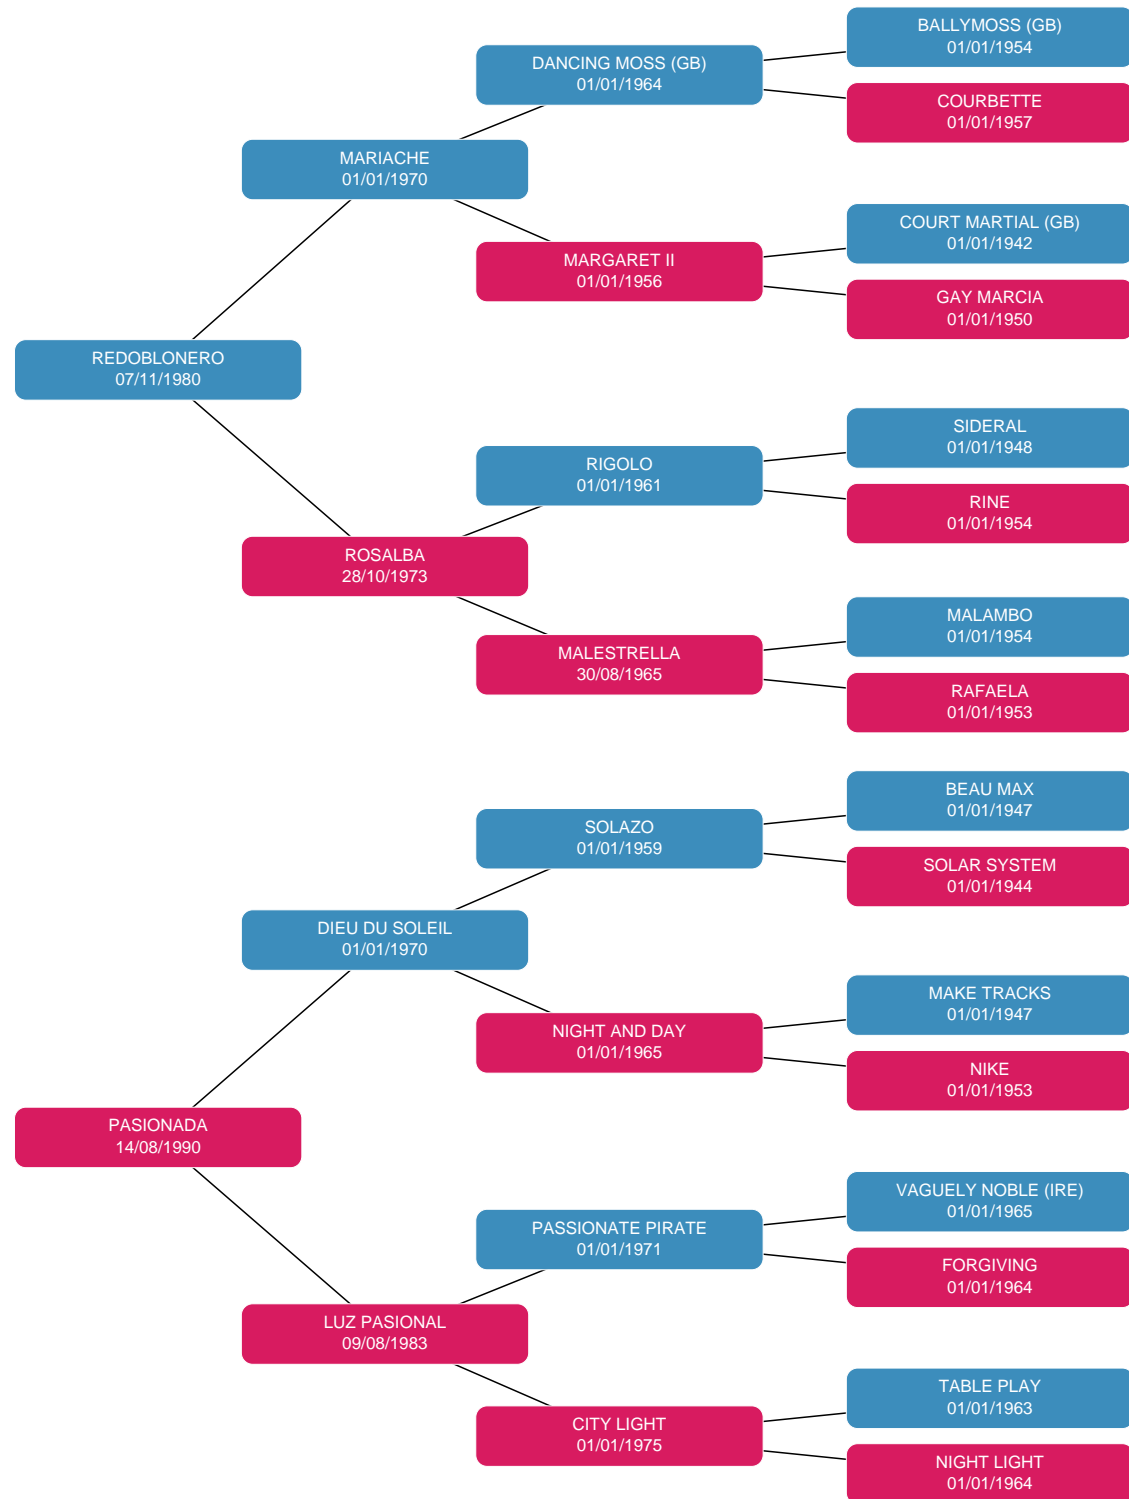 BALLYMOSS (GB)
01/01/1954
DANCING MOSS (GB)
01/01/1964
COURBETTE
01/01/1957
MARIACHE
01/01/1970
COURT MARTIAL (GB)
01/01/1942
MARGARET II
01/01/1956
GAY MARCIA
01/01/1950
REDOBLONERO
07/11/1980
SIDERAL
01/01/1948
RIGOLO
01/01/1961
RINE
01/01/1954
ROSALBA
28/10/1973
MALAMBO
01/01/1954
MALESTRELLA
30/08/1965
RAFAELA
01/01/1953
BEAU MAX
01/01/1947
SOLAZO
01/01/1959
SOLAR SYSTEM
01/01/1944
DIEU DU SOLEIL
01/01/1970
MAKE TRACKS
01/01/1947
NIGHT AND DAY
01/01/1965
NIKE
01/01/1953
PASIONADA
14/08/1990
VAGUELY NOBLE (IRE)
01/01/1965
PASSIONATE PIRATE
01/01/1971
FORGIVING
01/01/1964
LUZ PASIONAL
09/08/1983
TABLE PLAY
01/01/1963
CITY LIGHT
01/01/1975
NIGHT LIGHT
01/01/1964